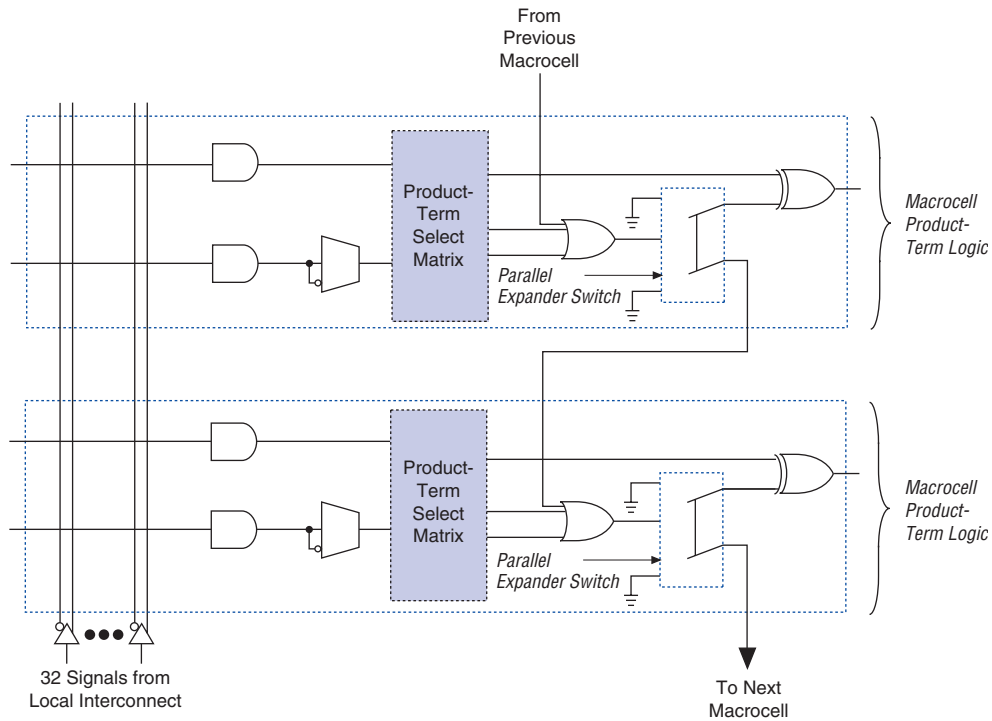 From
Previous
Macrocell
Product-
Term
Select
Matrix
Parallel
Expander Switch
Macrocell
Product-
Term Logic
Product-
Term
Select
Matrix
Parallel
Expander Switch
Macrocell
Product-
Term Logic
32 Signals from
Local Interconnect
To Next
Macrocell